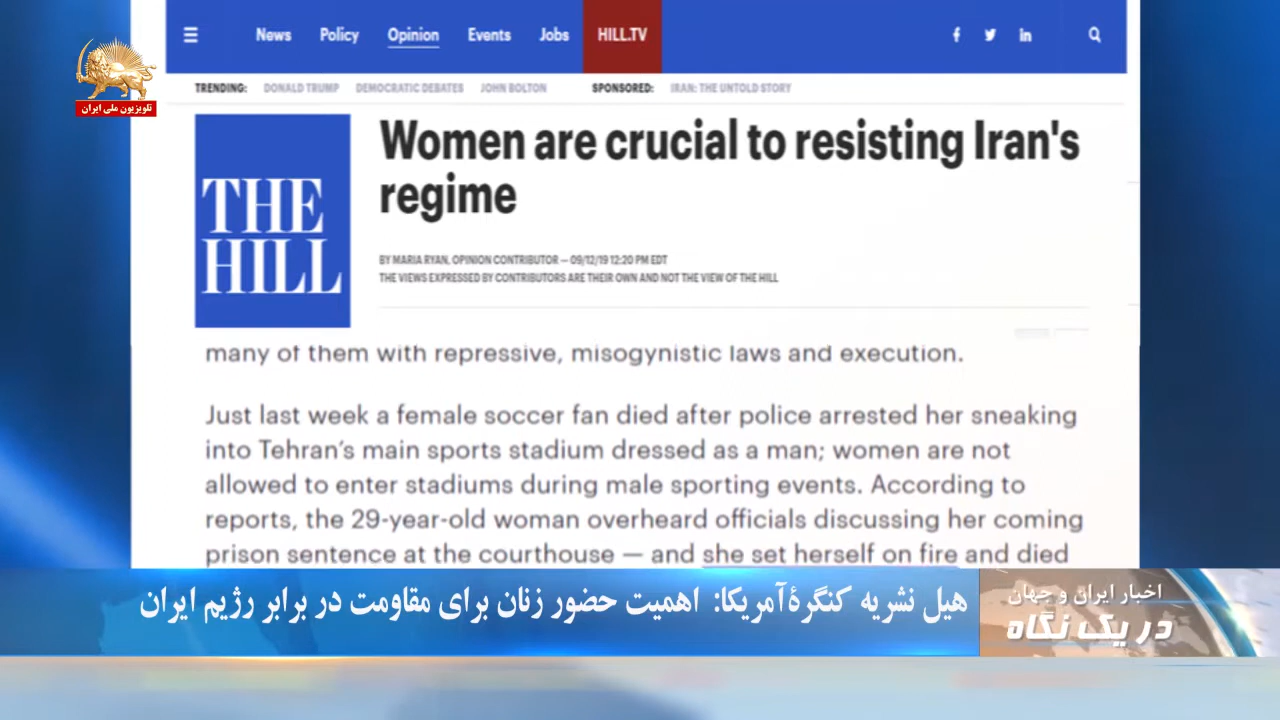 News Policy Opinion Events Jobs HILL.TV
تلویزیون ملی ایران
TRENDING: DONALD TRUMP DEMOCRATIC DEBATES JOHN BOLTON SPONSORED: IRAN: THE UNTOLD STORY
THE
HILL
Women are crucial to resisting Iran's
regime
BY MARIA RYAN, OPINION CONTRIBUTOR — 09/12/19 12:20 PM EDT
THE VIEWS EXPRESSED BY CONTRIBUTORS ARE THEIR OWN AND NOT THE VIEW OF THE HILL
many of them with repressive, misogynistic laws and execution.
Just last week a female soccer fan died after police arrested her sneaking
into Tehran’s main sports stadium dressed as a man; women are not
allowed to enter stadiums during male sporting events. According to
reports, the 29-year-old woman overheard officials discussing her coming
prison sentence at the courthouse — and she set herself on fire and died
هیل نشریه کنگرهٔ آمریکا: اهمیت حضور زنان برای مقاومت در برابر رژیم ایران
اخبار ایران و جهان
در یک نگاه